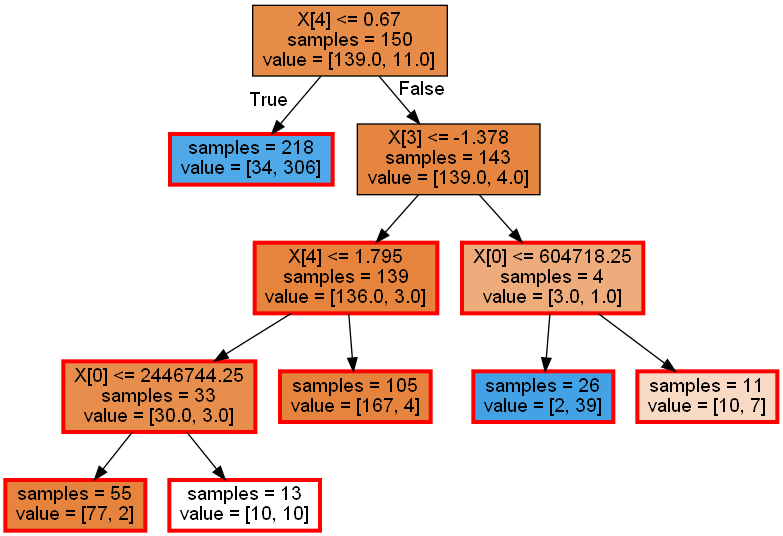 X[4] <= 0.67
samples = 150
value = [139.0, 11.0]
True
False
samples = 218
value = [34, 306]
X[3] <= -1.378
samples = 143
value = [139.0, 4.0]
X[4] <= 1.795
samples = 139
value = [136.0, 3.0]
X[0] <= 604718.25
samples = 4
value = [3.0, 1.0]
X[0] <= 2446744.25
samples = 33
value = [30.0, 3.0]
samples = 105
value = [167, 4]
samples = 26
value = [2, 39]
samples = 11
value = [10, 7]
samples = 55
value = [77, 2]
samples = 13
value = [10, 10]